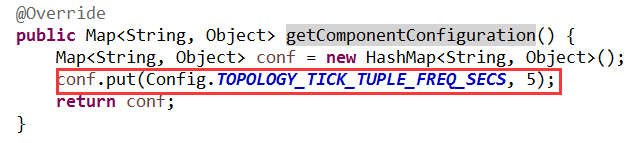 @Override
public Map<String, Object> getComponentConfiguration() {
Map<String, Object> conf = new HashMap<String, Object>();
conf.put(Config.TOPOLOGY_TICK_TUPLE_FREQ_SECS, 5);
return conf;
}